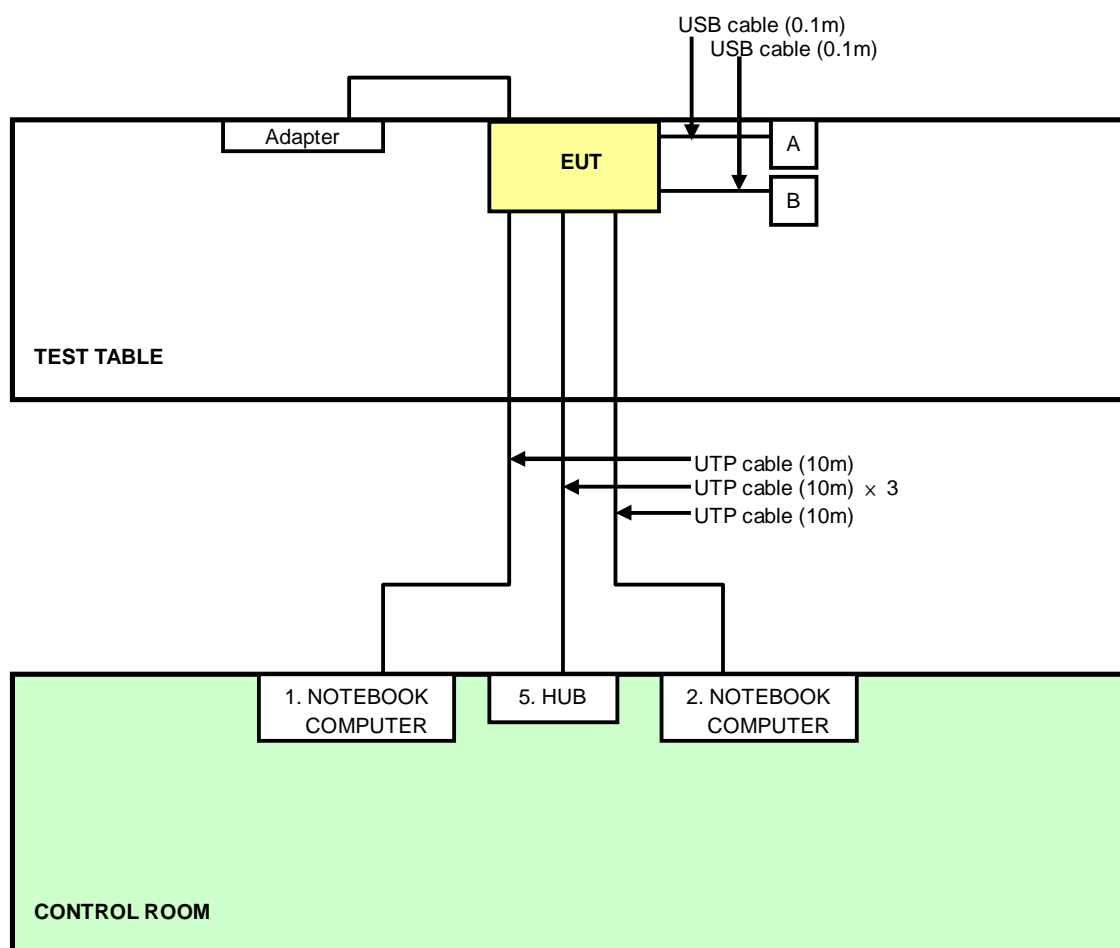 USB cable (0.1m)
USB cable (0.1m)
Adapter
EUT
A
B
TEST TABLE
UTP cable (10m)
UTP cable (10m) × 3
UTP cable (10m)
1. NOTEBOOK
COMPUTER
5. HUB
2. NOTEBOOK
COMPUTER
CONTROL ROOM